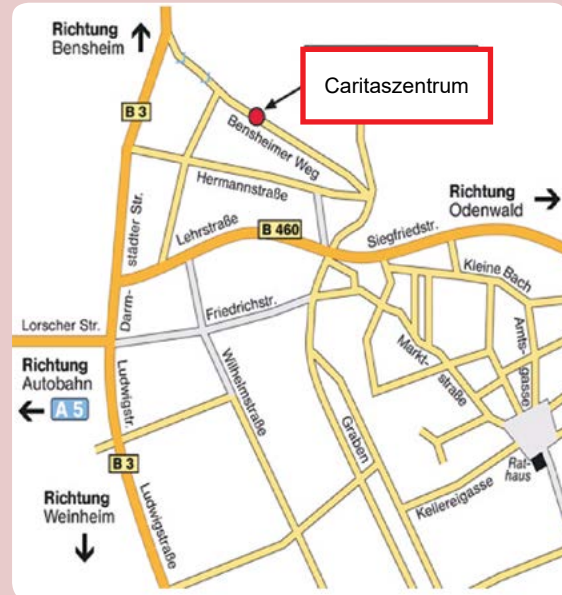 Richtung
Bensheim
Caritaszentrum
B 3
Bensheimer Weg
Hermannstraße
Richtung
Odenwald
Darm-
städter Str.
Lehrstraße
B 460
Siegfriedstr.
Kleine Bach
Friedrichstr.
Lorscher Str.
Amts-
gasse
Markt-
straße
Richtung
Autobahn
A 5
Ludwigstr.
Wilhelmstraße
Graben
B 3
Rat-
haus
Kellereigasse
Richtung
Weinheim
Ludwigstraße